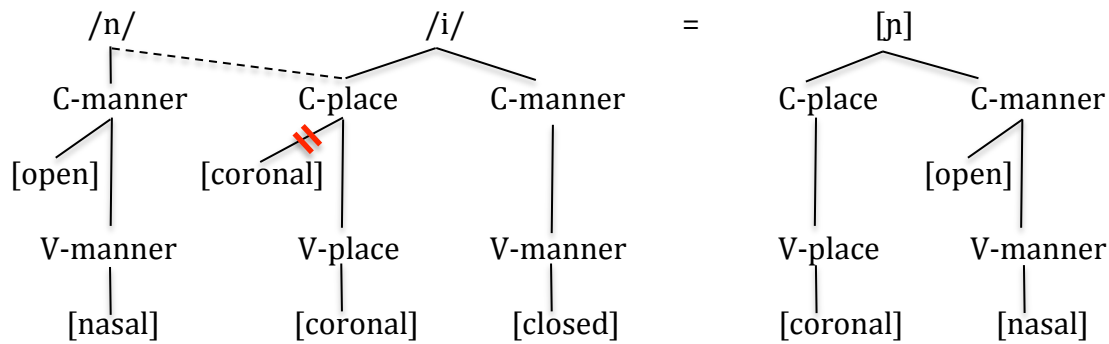 /n/ /i/ = [ɲ]
C-manner C-place C-manner C-place C-manner
[open] [coronal] [open]
V-manner V-place V-manner V-place V-manner
[nasal] [coronal] [closed] [coronal] [nasal]